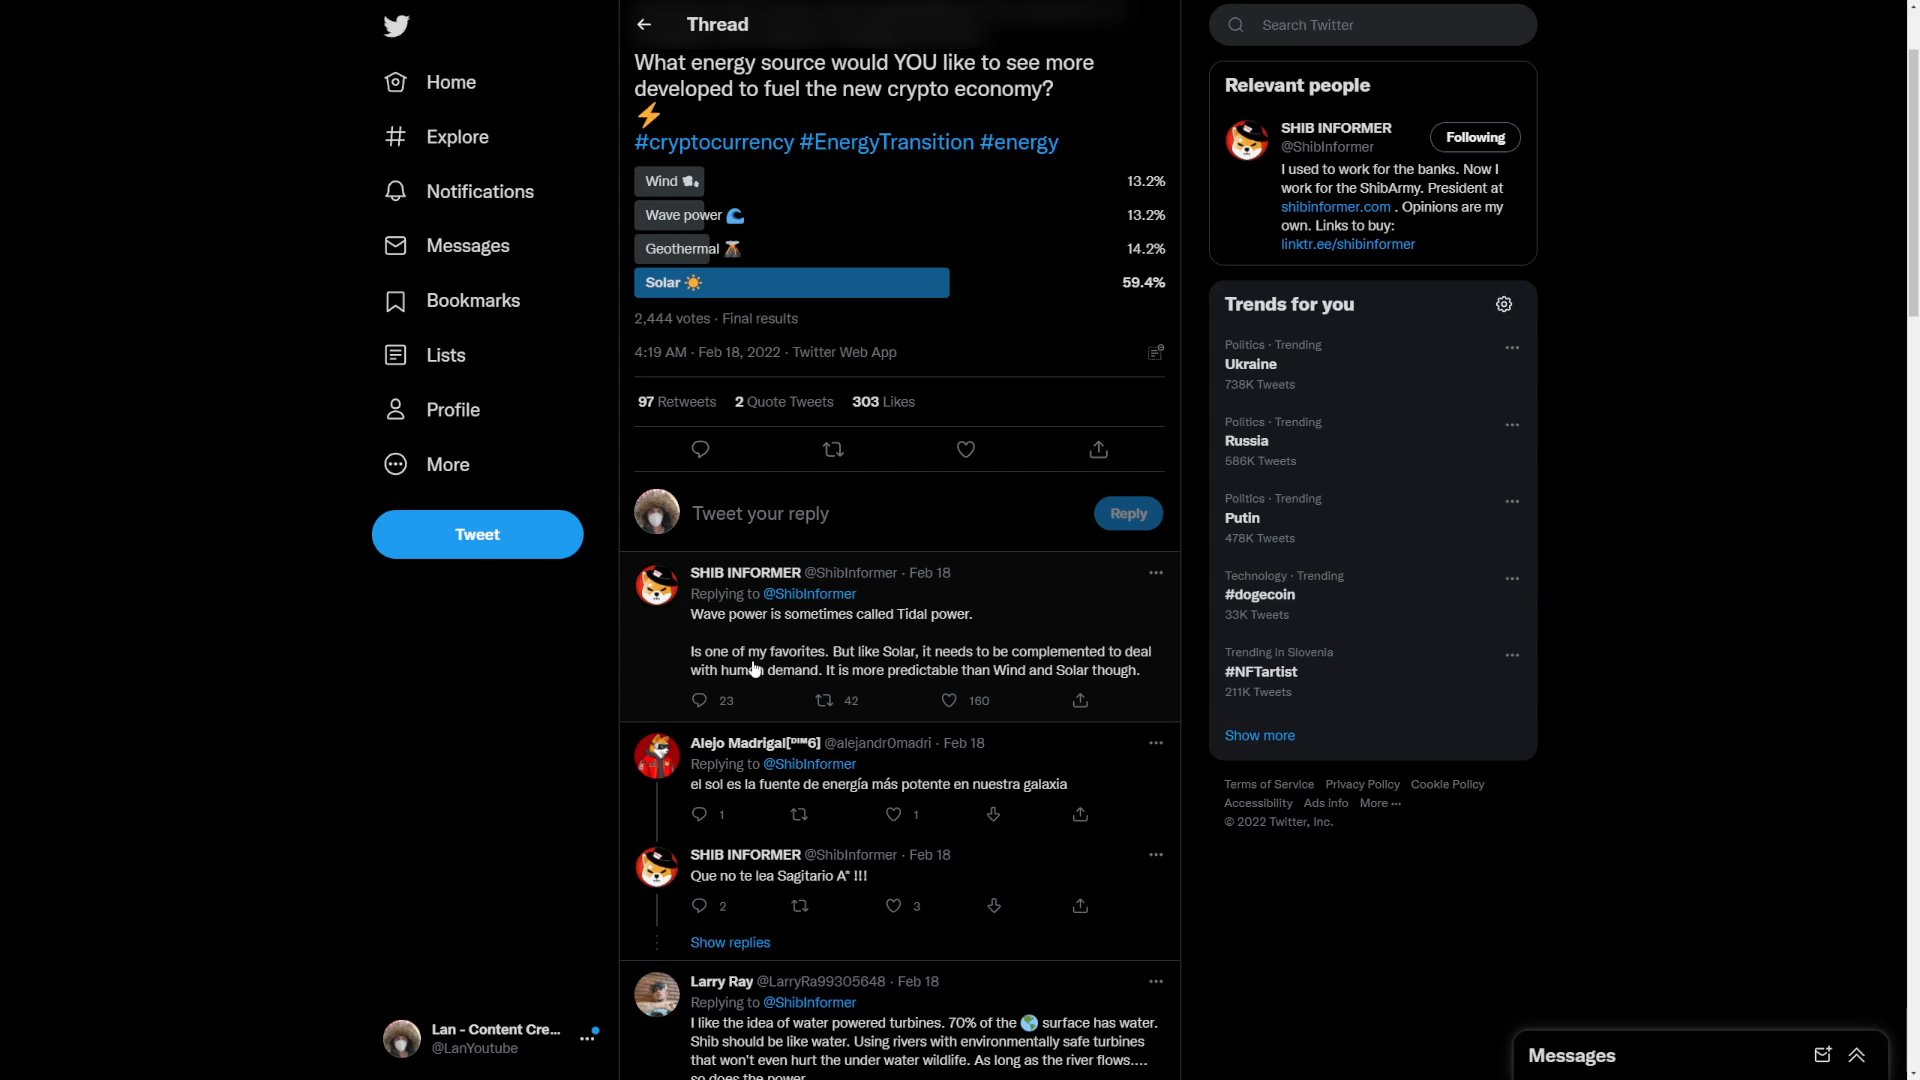 Home
Explore
Notifications
Messages
Bookmarks
Lists
Profile
More
Tweet
Lan - Content Cre...
@LanYoutube
Thread
What energy source would YOU like to see more
developed to fuel the new crypto economy?
⚡
#cryptocurrency #EnergyTransition #energy
Wind 🌬️ 13.2%
Wave power 🌊 13.2%
Geothermal 🌋 14.2%
Solar ☀️ 59.4%
2,444 votes · Final results
4:19 AM · Feb 18, 2022 · Twitter Web App
97 Retweets 2 Quote Tweets 303 Likes
Tweet your reply
Reply
SHIB INFORMER @ShibInformer · Feb 18
Replying to @ShibInformer
Wave power is sometimes called Tidal power.
Is one of my favorites. But like Solar, it needs to be complemented to deal
with human demand. It is more predictable than Wind and Solar though.
23 42 160
Alejo Madrigal[ᴰᴵᴹ6] @alejandr0madri · Feb 18
Replying to @ShibInformer
el sol es la fuente de energía más potente en nuestra galaxia
1 1
SHIB INFORMER @ShibInformer · Feb 18
Que no te lea Sagitario A* !!!
2 3
Show replies
Larry Ray @LarryRa99305648 · Feb 18
Replying to @ShibInformer
I like the idea of water powered turbines. 70% of the 🌎 surface has water.
Shib should be like water. Using rivers with environmentally safe turbines
that won't even hurt the under water wildlife. As long as the river flows....
so does the power
Search Twitter
Relevant people
SHIB INFORMER
@ShibInformer
Following
I used to work for the banks. Now I
work for the ShibArmy. President at
shibinformer.com . Opinions are my
own. Links to buy:
linktr.ee/shibinformer
Trends for you
Politics · Trending
Ukraine
738K Tweets
Politics · Trending
Russia
586K Tweets
Politics · Trending
Putin
478K Tweets
Technology · Trending
#dogecoin
33K Tweets
Trending in Slovenia
#NFTartist
211K Tweets
Show more
Terms of Service Privacy Policy Cookie Policy
Accessibility Ads info More ···
© 2022 Twitter, Inc.
Messages